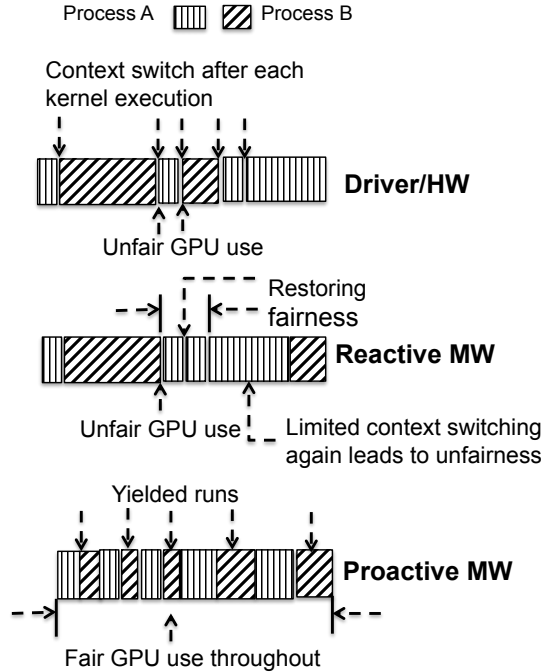 Process A Process B
Context switch after each
kernel execution
Driver/HW
Unfair GPU use
Restoring
fairness
Reactive MW
Unfair GPU use
Limited context switching
again leads to unfairness
Yielded runs
Proactive MW
Fair GPU use throughout